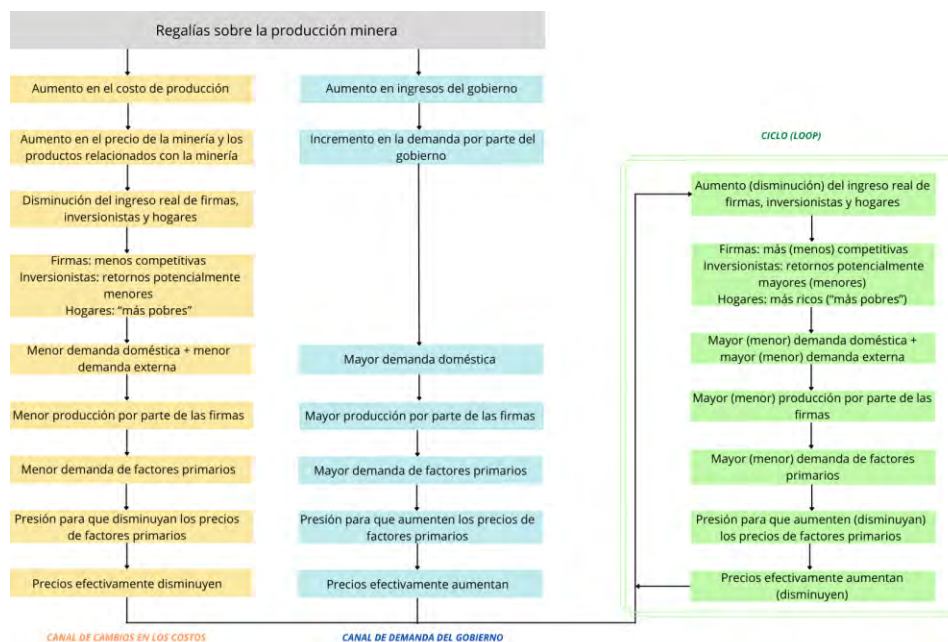 Regalías sobre la producción minera
Aumento en el costo de producción
Aumento en el precio de la minería y los
productos relacionados con la minería
Disminución del ingreso real de firmas,
inversionistas y hogares
Firmas: menos competitivas
Inversionistas: retornos potencialmente
menores
Hogares: “más pobres”
Menor demanda doméstica + menor
demanda externa
Menor producción por parte de las firmas
Menor demanda de factores primarios
Presión para que disminuyan los precios
de factores primarios
Precios efectivamente disminuyen
CANAL DE CAMBIOS EN LOS COSTOS
Aumento en ingresos del gobierno
Incremento en la demanda por parte del
gobierno
Mayor demanda doméstica
Mayor producción por parte de las firmas
Mayor demanda de factores primarios
Presión para que aumenten los precios de
factores primarios
Precios efectivamente aumentan
CANAL DE DEMANDA DEL GOBIERNO
CICLO (LOOP)
Aumento (disminución) del ingreso real de
firmas, inversionistas y hogares
Firmas: más (menos) competitivas
Inversionistas: retornos potencialmente
mayores (menores)
Hogares: más ricos (“más pobres”)
Mayor (menor) demanda doméstica +
mayor (menor) demanda externa
Mayor (menor) producción por parte de las
firmas
Mayor (menor) demanda de factores
primarios
Presión para que aumenten (disminuyan)
los precios de factores primarios
Precios efectivamente aumentan
(disminuyen)